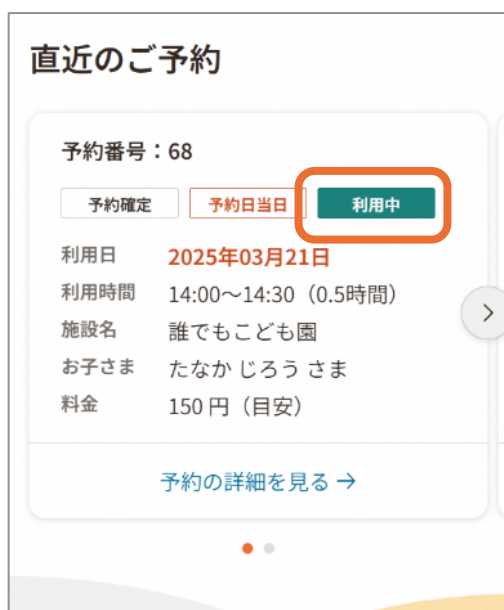 直近のご予約
予約番号：68
予約確定 予約日当日 利用中
利用日 2025年03月21日
利用時間 14:00～14:30（0.5時間）
施設名 誰でもこども園
お子さま たなか じろう さま
料金 150 円（目安）
予約の詳細を見る →